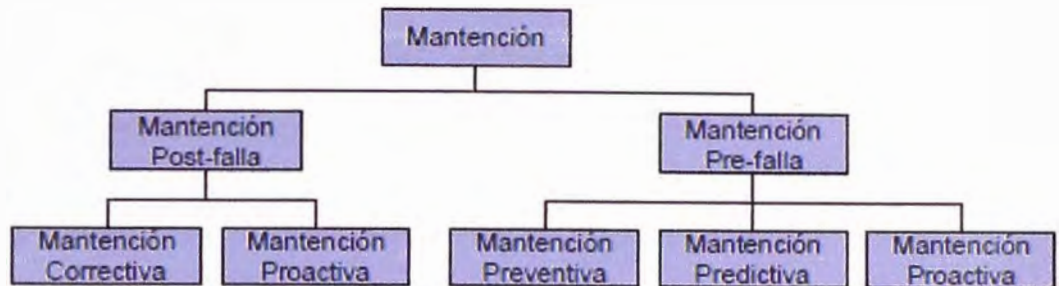 Mantención
Mantención
Post-falla
Mantención
Pre-falla
Mantención
Correctiva
Mantención
Proactiva
Mantención
Preventiva
Mantención
Predictiva
Mantención
Proactiva